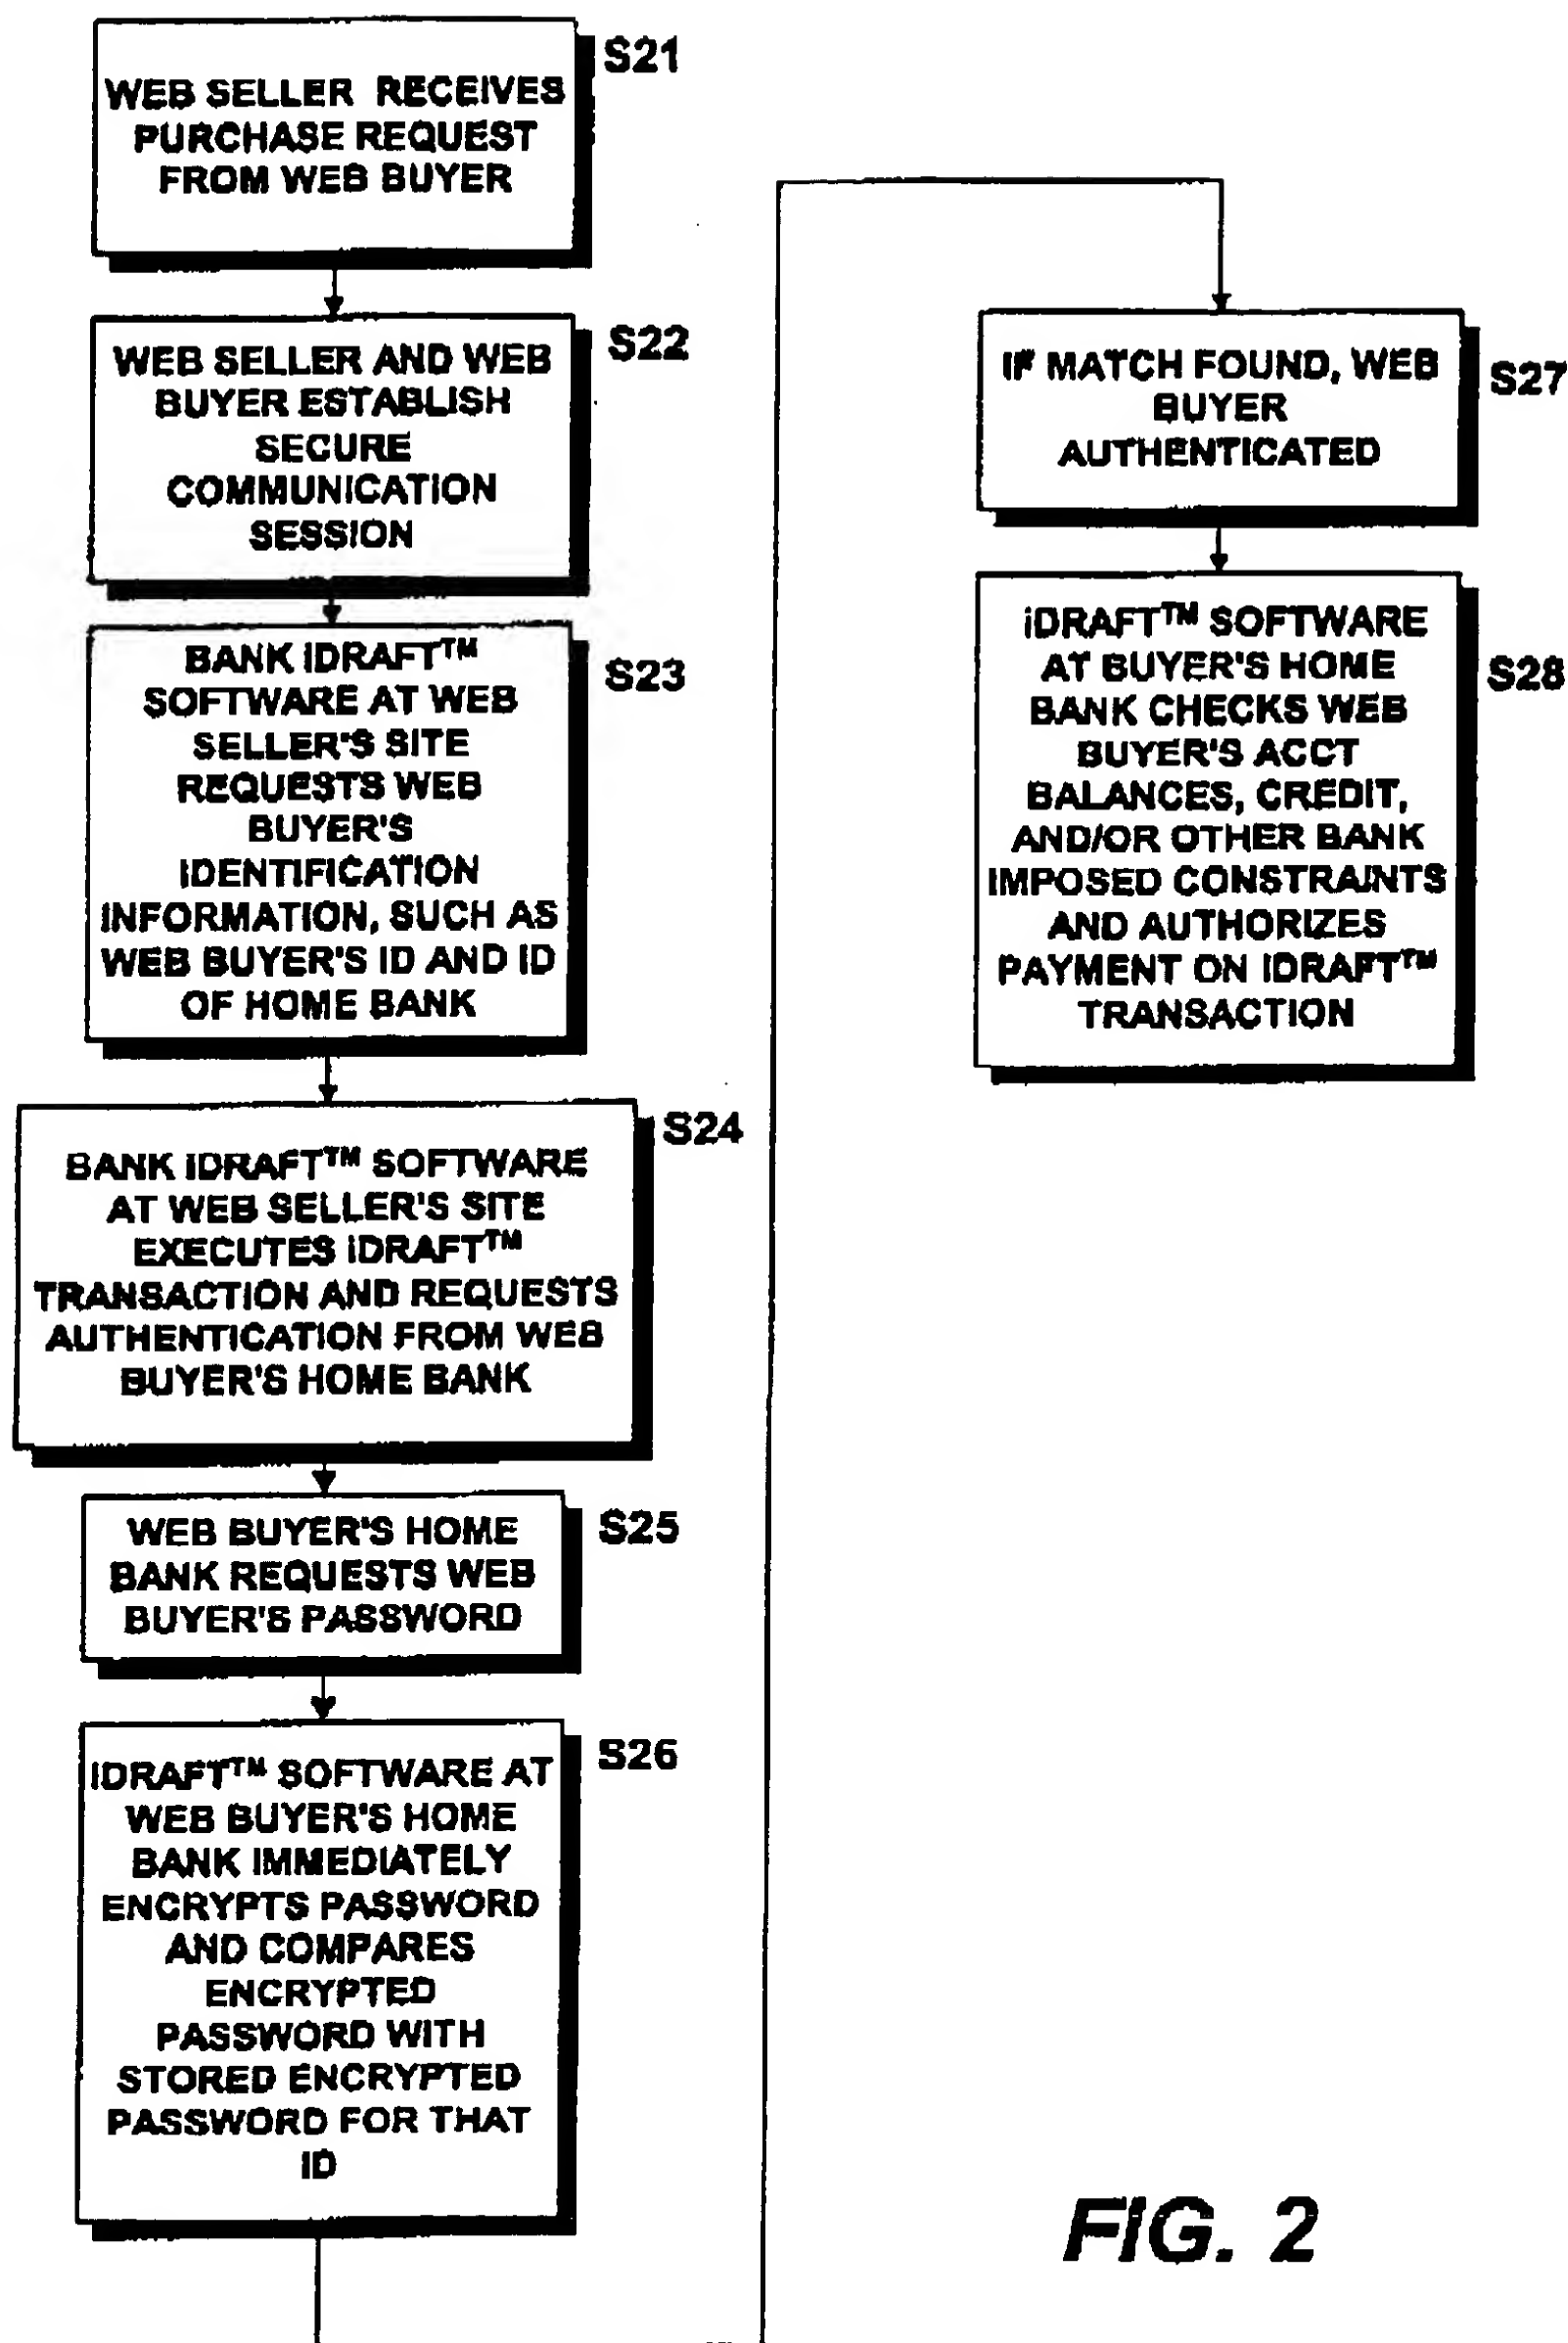 S21
WEB SELLER RECEIVES
PURCHASE REQUEST
FROM WEB BUYER
S22
WEB SELLER AND WEB
BUYER ESTABLISH
SECURE
COMMUNICATION
SESSION
S23
BANK IDRAFT™
SOFTWARE AT WEB
SELLER'S SITE
REQUESTS WEB
BUYER'S
IDENTIFICATION
INFORMATION, SUCH AS
WEB BUYER'S ID AND ID
OF HOME BANK
S24
BANK IDRAFT™ SOFTWARE
AT WEB SELLER'S SITE
EXECUTES IDRAFT™
TRANSACTION AND REQUESTS
AUTHENTICATION FROM WEB
BUYER'S HOME BANK
S25
WEB BUYER'S HOME
BANK REQUESTS WEB
BUYER'S PASSWORD
S26
IDRAFT™ SOFTWARE AT
WEB BUYER'S HOME
BANK IMMEDIATELY
ENCRYPTS PASSWORD
AND COMPARES
ENCRYPTED
PASSWORD WITH
STORED ENCRYPTED
PASSWORD FOR THAT
ID
S27
IF MATCH FOUND, WEB
BUYER
AUTHENTICATED
S28
iDRAFT™ SOFTWARE
AT BUYER'S HOME
BANK CHECKS WEB
BUYER'S ACCT
BALANCES, CREDIT,
AND/OR OTHER BANK
IMPOSED CONSTRAINTS
AND AUTHORIZES
PAYMENT ON IDRAFT™
TRANSACTION
FIG. 2